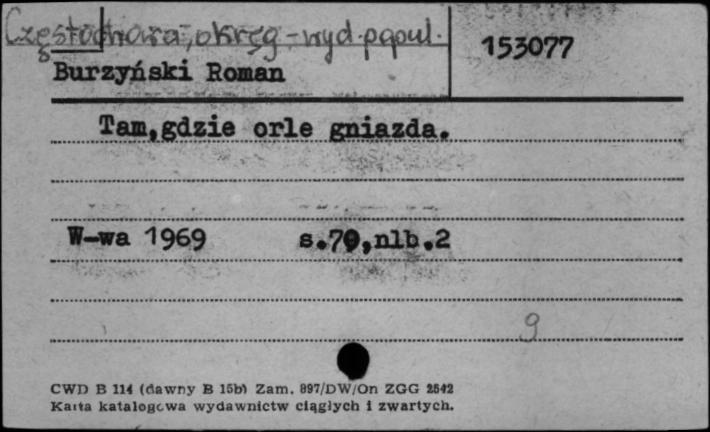 Częstochowa, okręg - wyd. popul.
153077
Burzyński Roman
Tam,gdzie orle gniazda.
W-wa 1969 s.70,nlb.2
9
CWD B 114 (dawny B 15b) Zam. 897/DW/On ZGG 2542
Karta katalogowa wydawnictw ciągłych i zwartych.